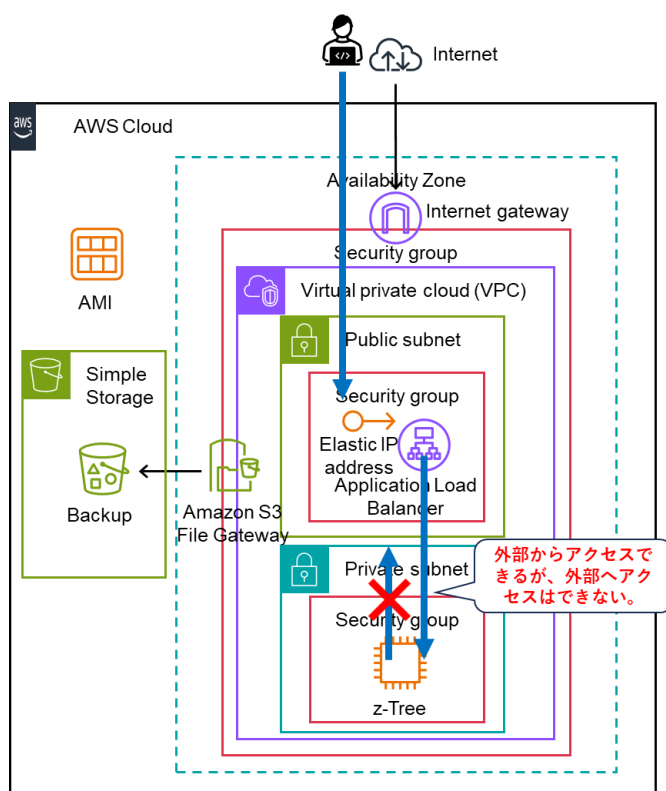 Internet
aws
AWS Cloud
Availability Zone
Internet gateway
Security group
AMI
Virtual private cloud (VPC)
Public subnet
Simple
Storage
Security group
Elastic IP
address
Application Load
Balander
Backup
Amazon S3
File Gateway
Private subnet
外部からアクセスで
きるが、外部へアク
セスはできない。
Security group
z-Tree